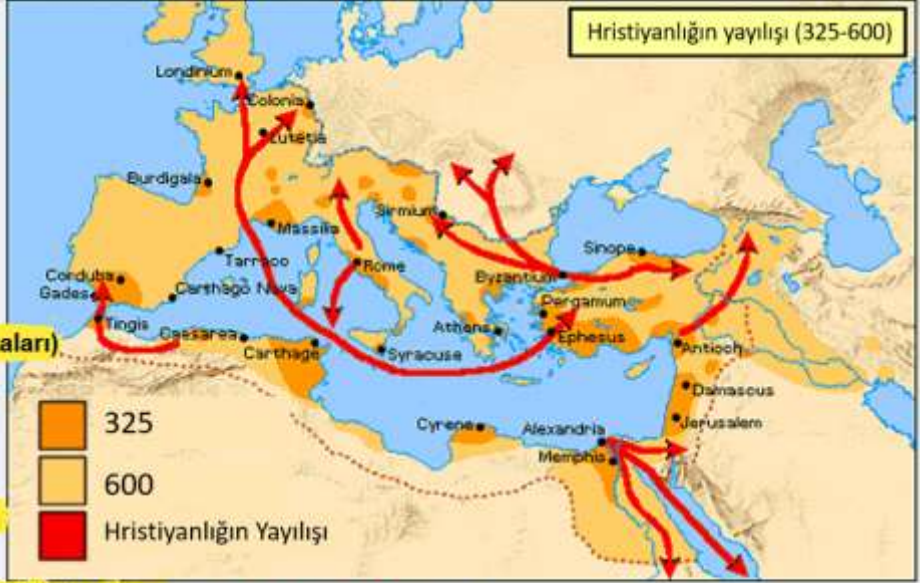 Hristiyanlığın yayılışı (325-600)
Londinium
Colonia
Lutetia
Burdigala
Sirmium
Massilia
Sinope
Tarraco
Rome
Corduba
Byzantium
Gades
Carthago Nova
Pergamum
Tingis
Athens
Ephesus
aları)
Caesarea
Carthage
Syracuse
Antioch
Damascus
325
Cyrene
Alexandria
Jerusalem
Memphis
600
Hristiyanlığın Yayılışı